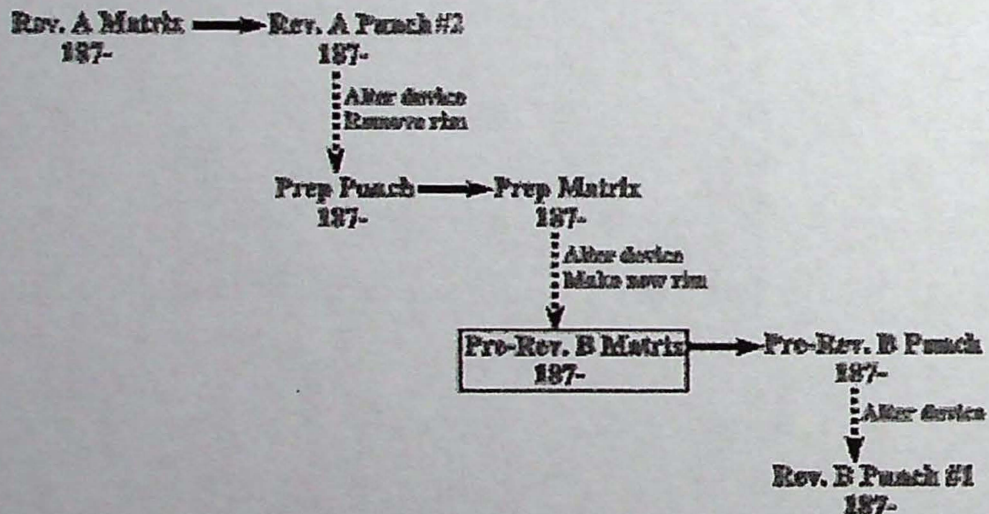 Rev. A Matrix
187-
Rev. A Punch #2
187-
Alter device
Remove rim
Prep Punch
187-
Prep Matrix
187-
Alter device
Make new rim
Pre-Rev. B Matrix
187-
Pre-Rev. B Punch
187-
Alter device
Rev. B Punch #1
187-